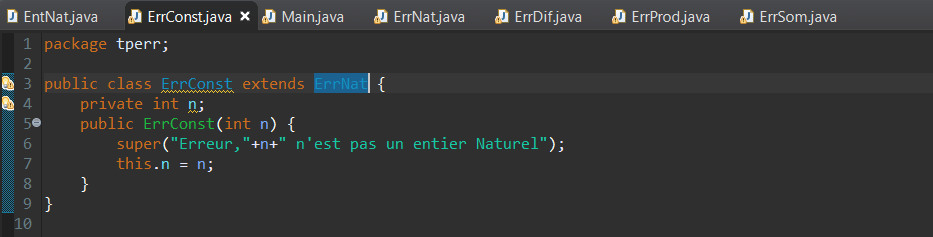 EntNat.java ErrConst.java Main.java ErrNat.java ErrDif.java ErrProd.java ErrSom.java
1 package tperr;
2
3 public class ErrConst extends ErrNat {
4 private int n;
5 public ErrConst(int n) {
6 super("Erreur,"+n+" n'est pas un entier Naturel");
7 this.n = n;
8 }
9 }
10